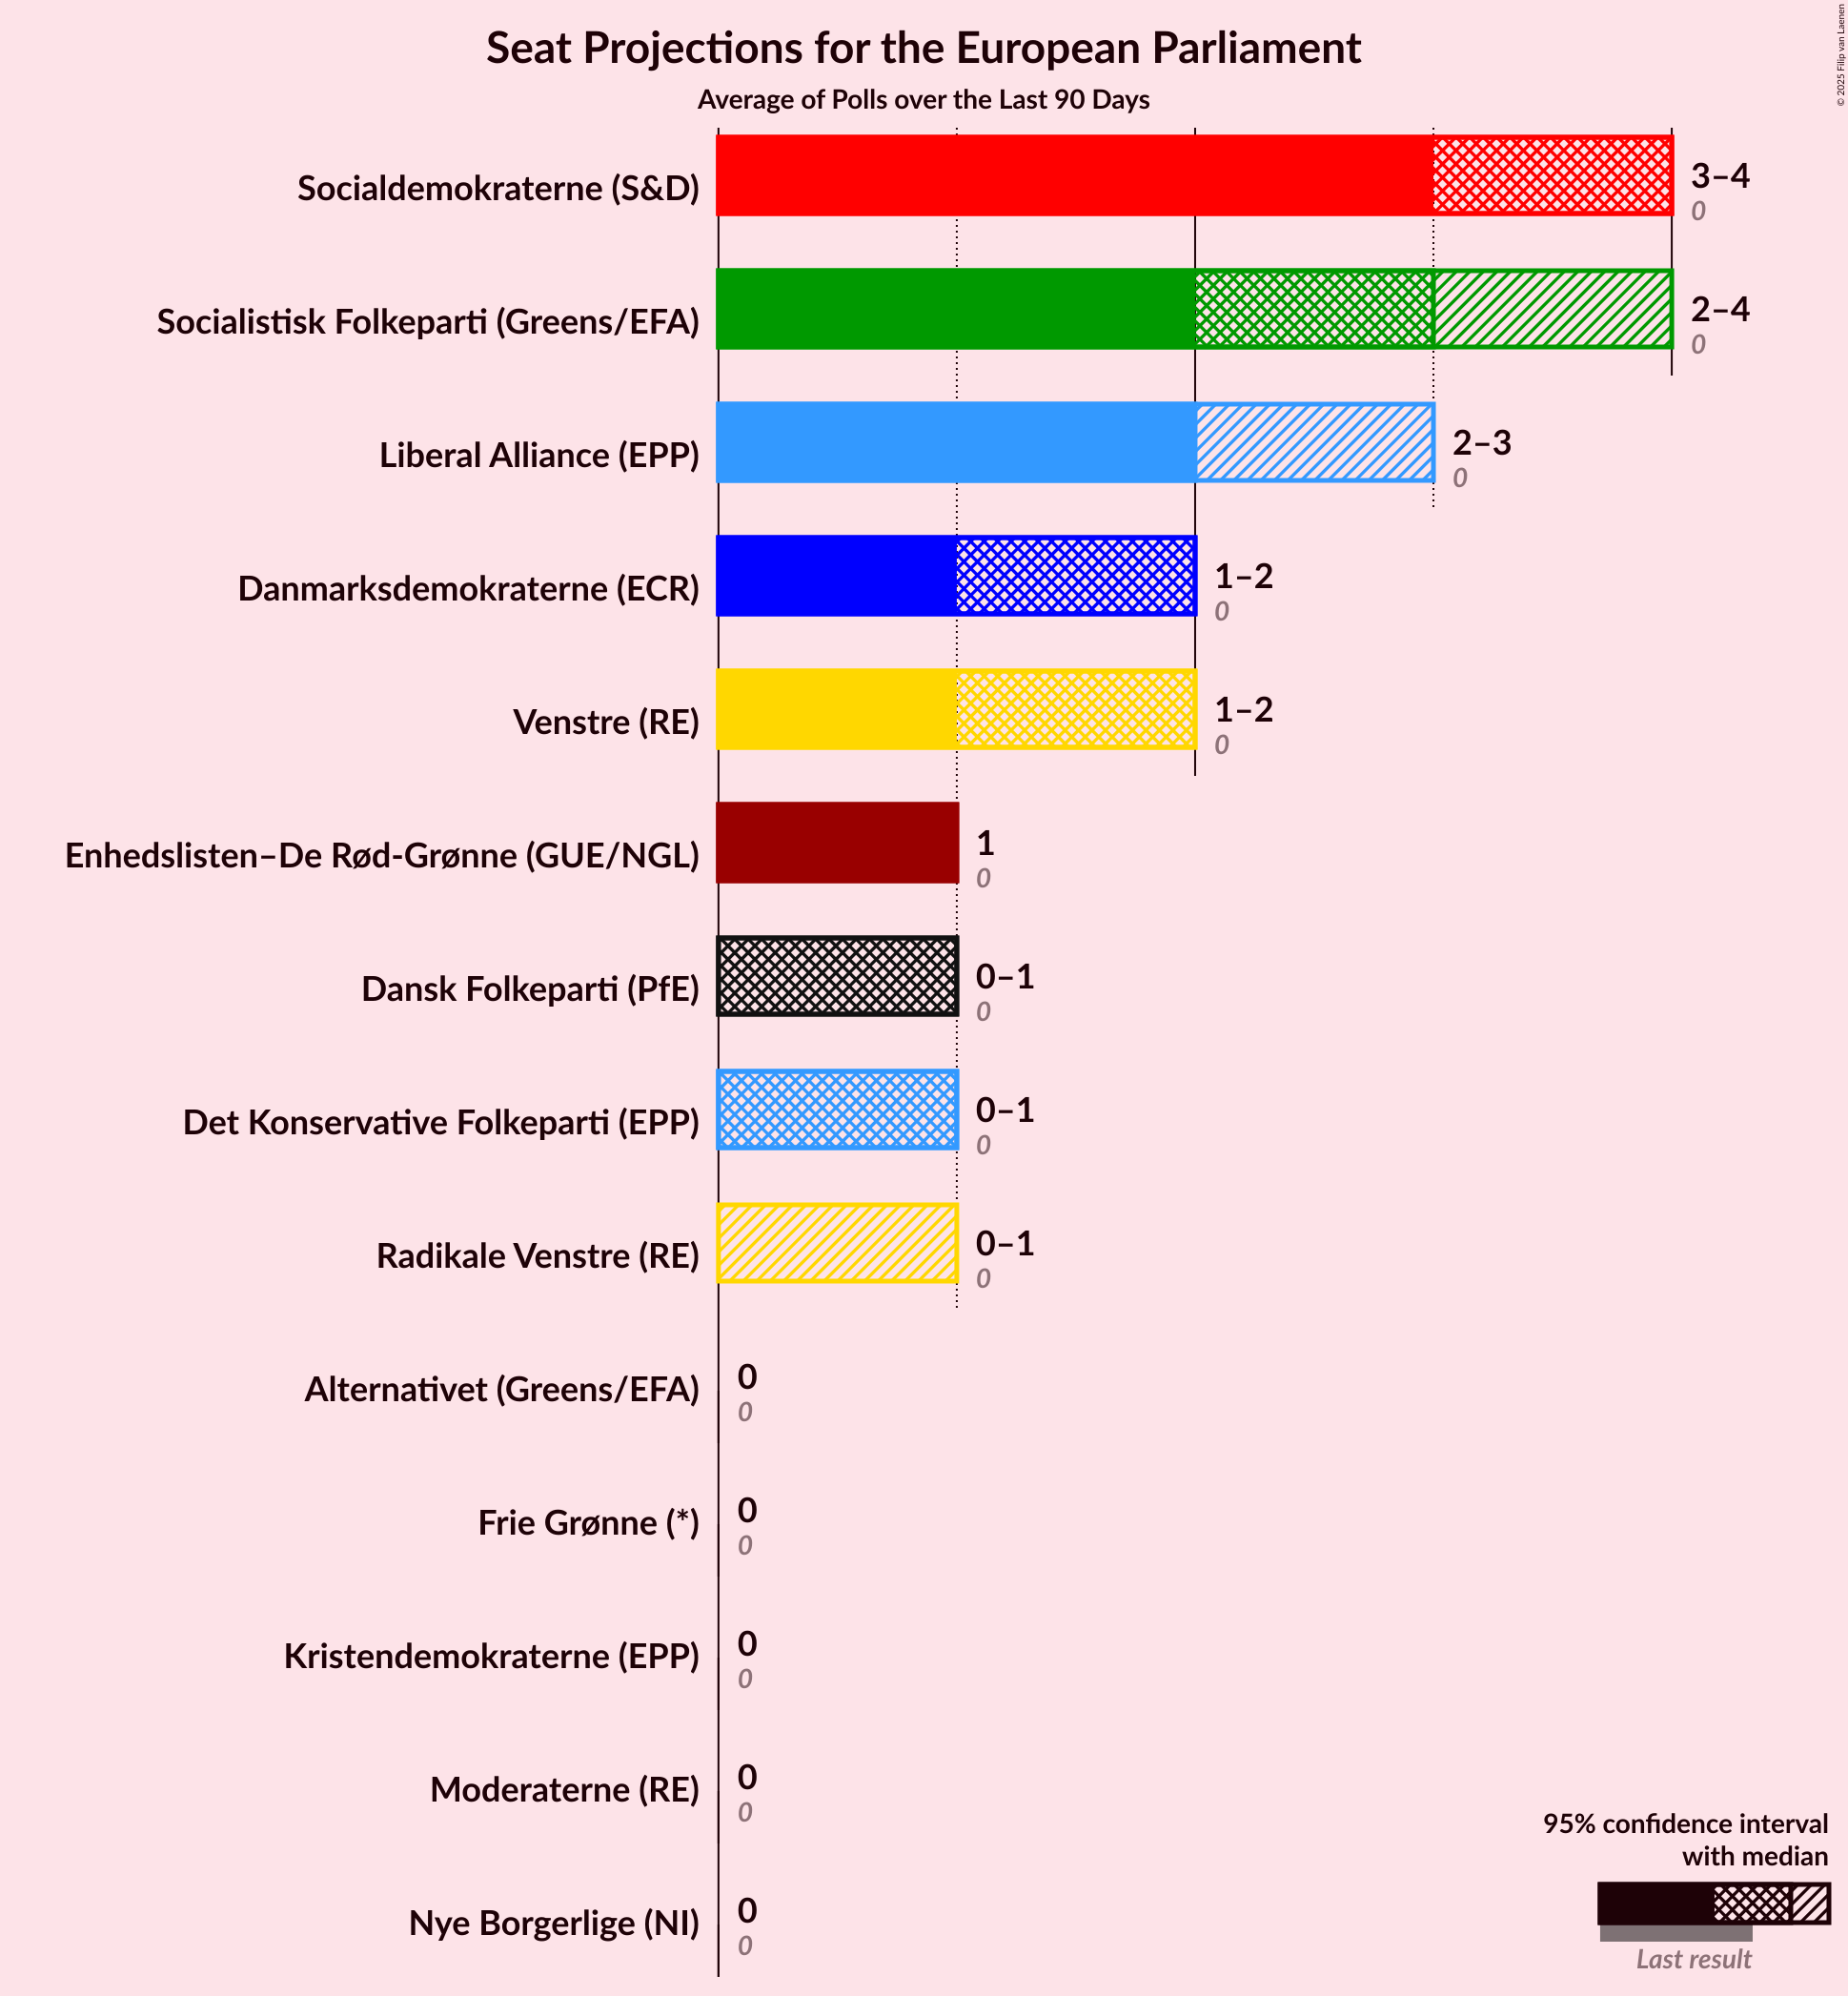 Seat Projections for the European Parliament
Average of Polls over the Last 90 Days
© 2025 Filip van Laenen
Socialdemokraterne (S&D)
3–4
0
Socialistisk Folkeparti (Greens/EFA)
2–4
0
Liberal Alliance (EPP)
2–3
0
Danmarksdemokraterne (ECR)
1–2
0
Venstre (RE)
1–2
0
Enhedslisten–De Rød-Grønne (GUE/NGL)
1
0
Dansk Folkeparti (PfE)
0–1
0
Det Konservative Folkeparti (EPP)
0–1
0
Radikale Venstre (RE)
0–1
0
Alternativet (Greens/EFA)
0
0
Frie Grønne (*)
0
0
Kristendemokraterne (EPP)
0
0
Moderaterne (RE)
0
0
Nye Borgerlige (NI)
0
0
95% confidence interval
with median
Last result